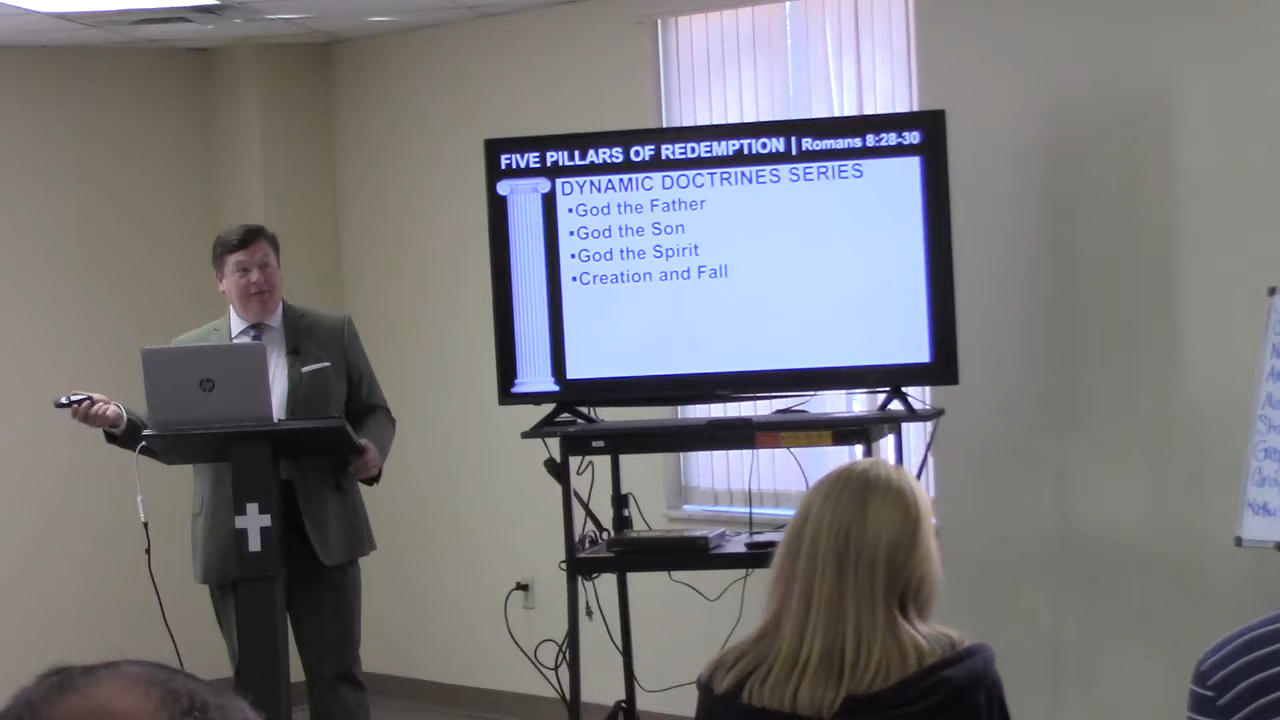 FIVE PILLARS OF REDEMPTION | Romans 8:28-30
DYNAMIC DOCTRINES SERIES
▪God the Father
▪God the Son
▪God the Spirit
▪Creation and Fall
hp